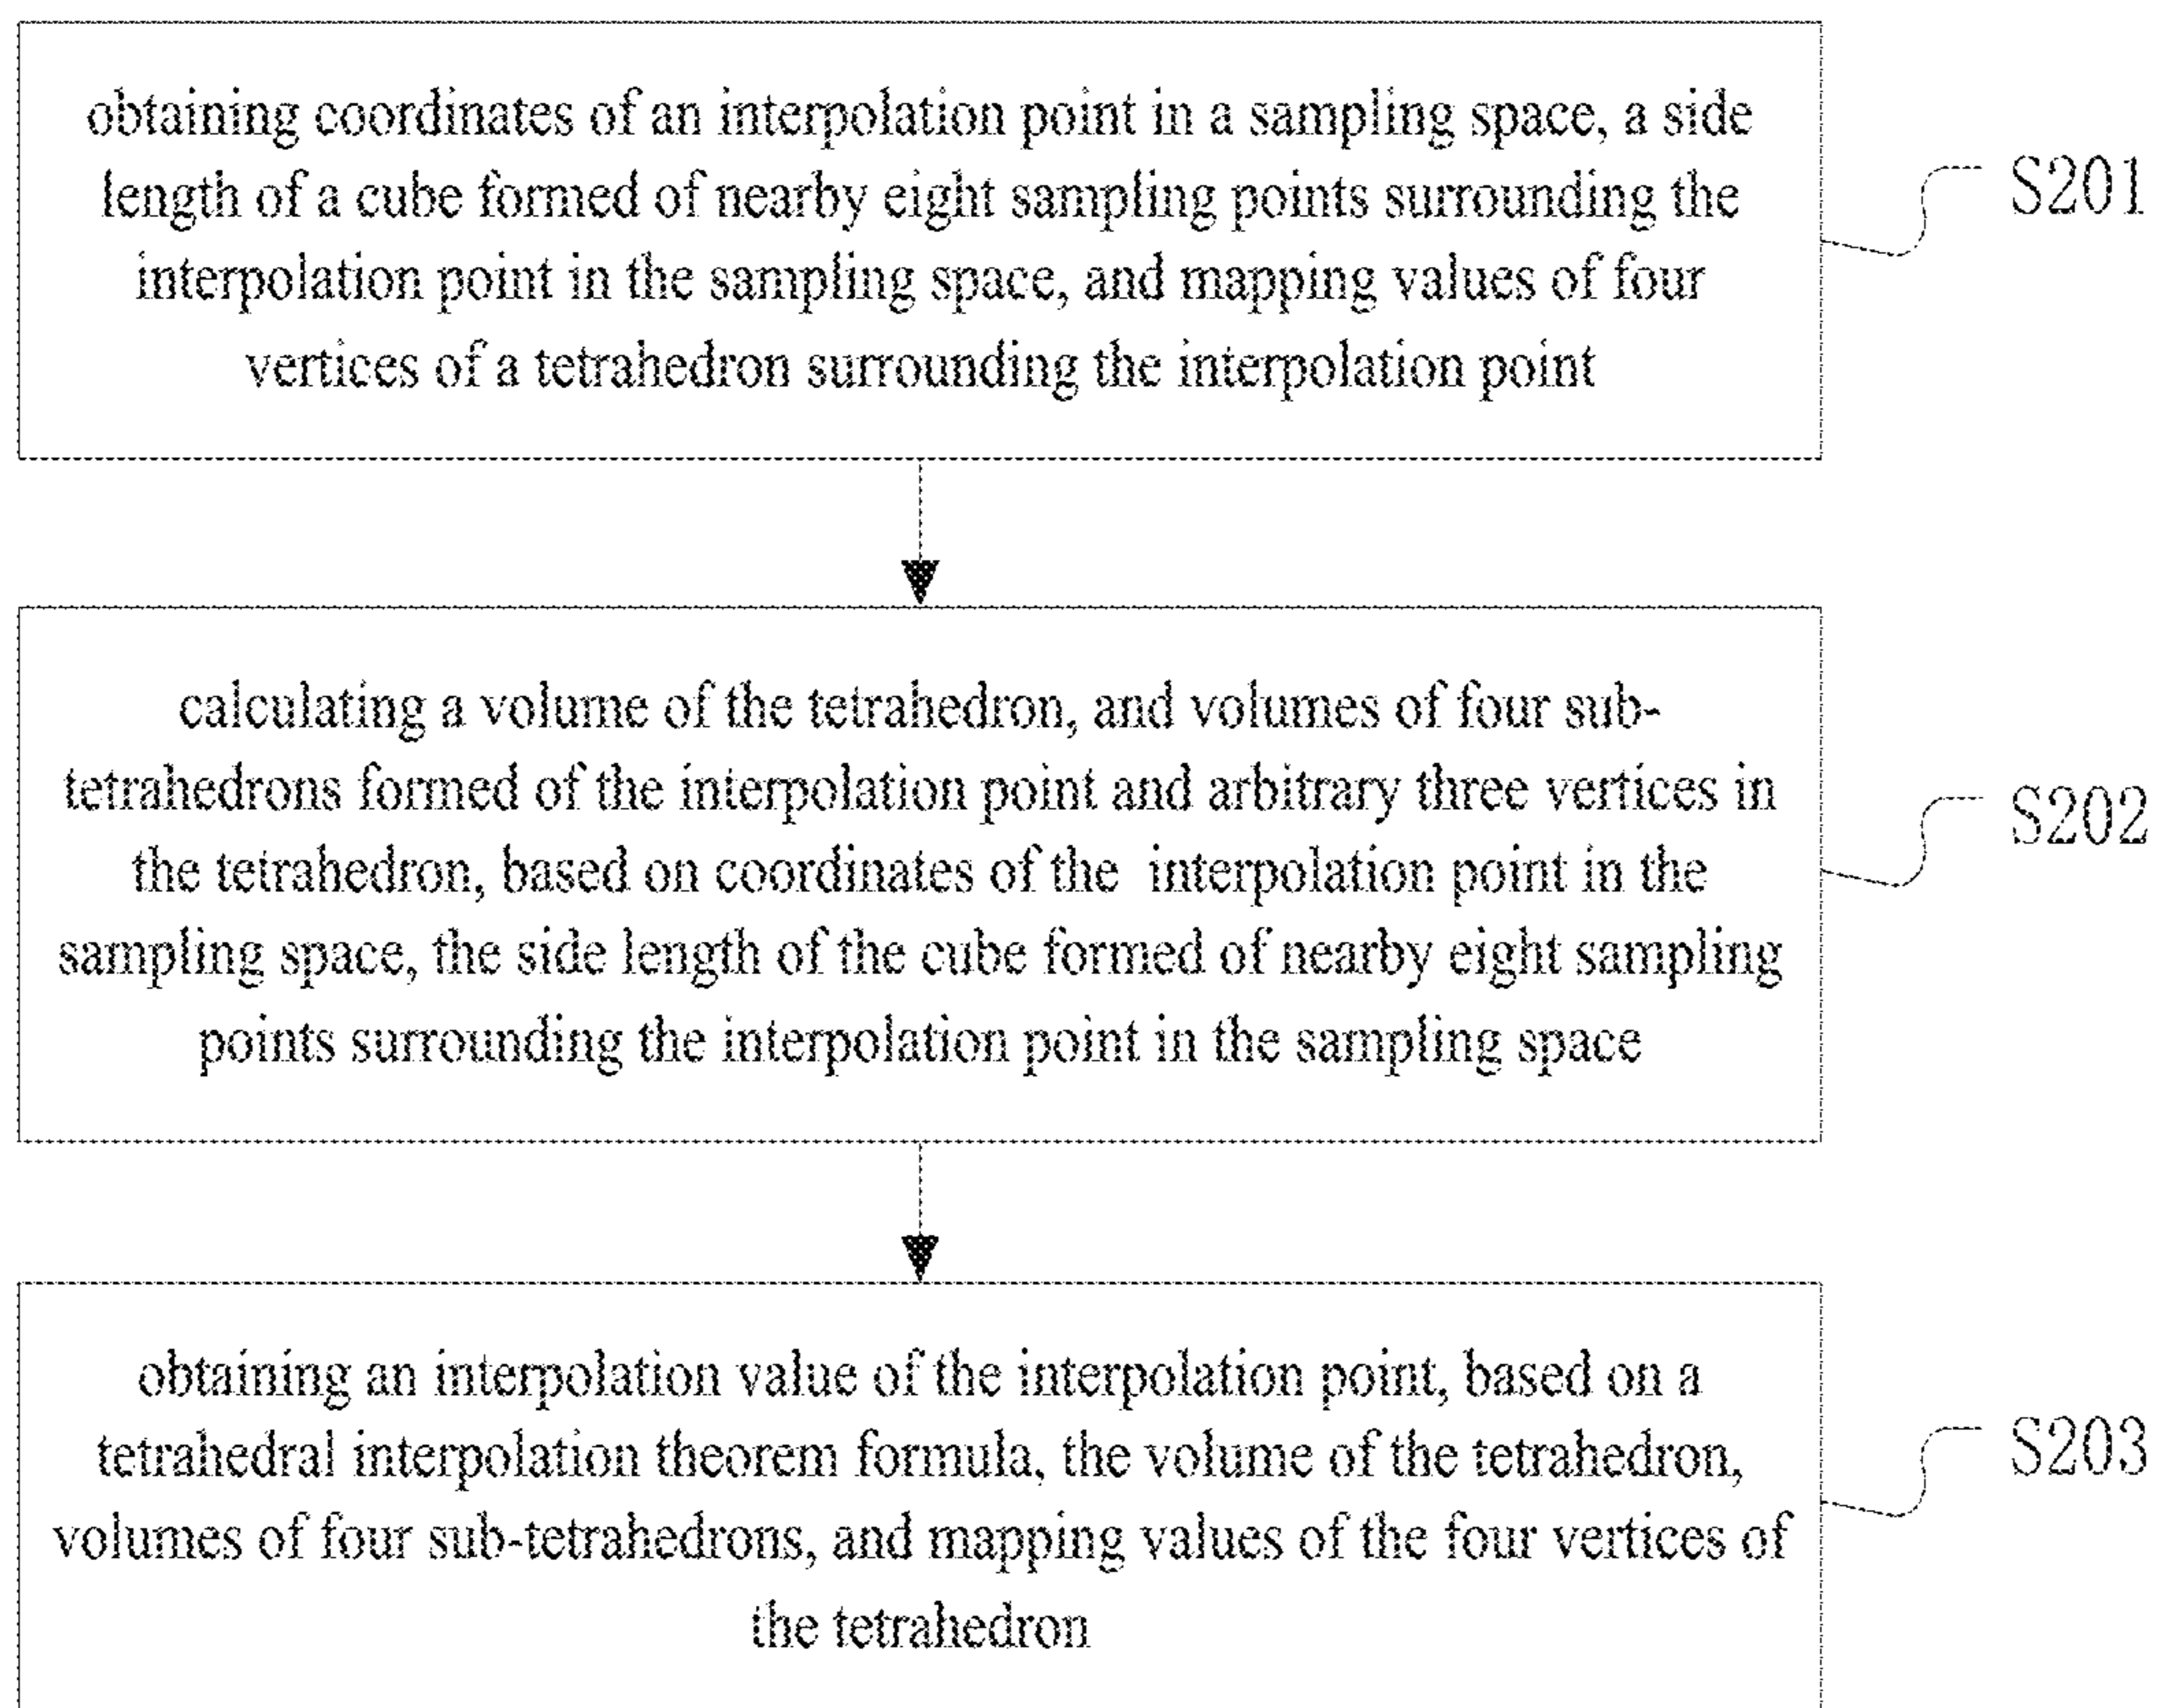 obtaining coordinates of an interpolation point in a sampling space, a side
length of a cube formed of nearby eight sampling points surrounding the
interpolation point in the sampling space, and mapping values of four
vertices of a tetrahedron surrounding the interpolation point
S201
calculating a volume of the tetrahedron, and volumes of four sub-
tetrahedrons formed of the interpolation point and arbitrary three vertices in
the tetrahedron, based on coordinates of the interpolation point in the
sampling space, the side length of the cube formed of nearby eight sampling
points surrounding the interpolation point in the sampling space
S202
obtaining an interpolation value of the interpolation point, based on a
tetrahedral interpolation theorem formula, the volume of the tetrahedron,
volumes of four sub-tetrahedrons, and mapping values of the four vertices of
the tetrahedron
S203